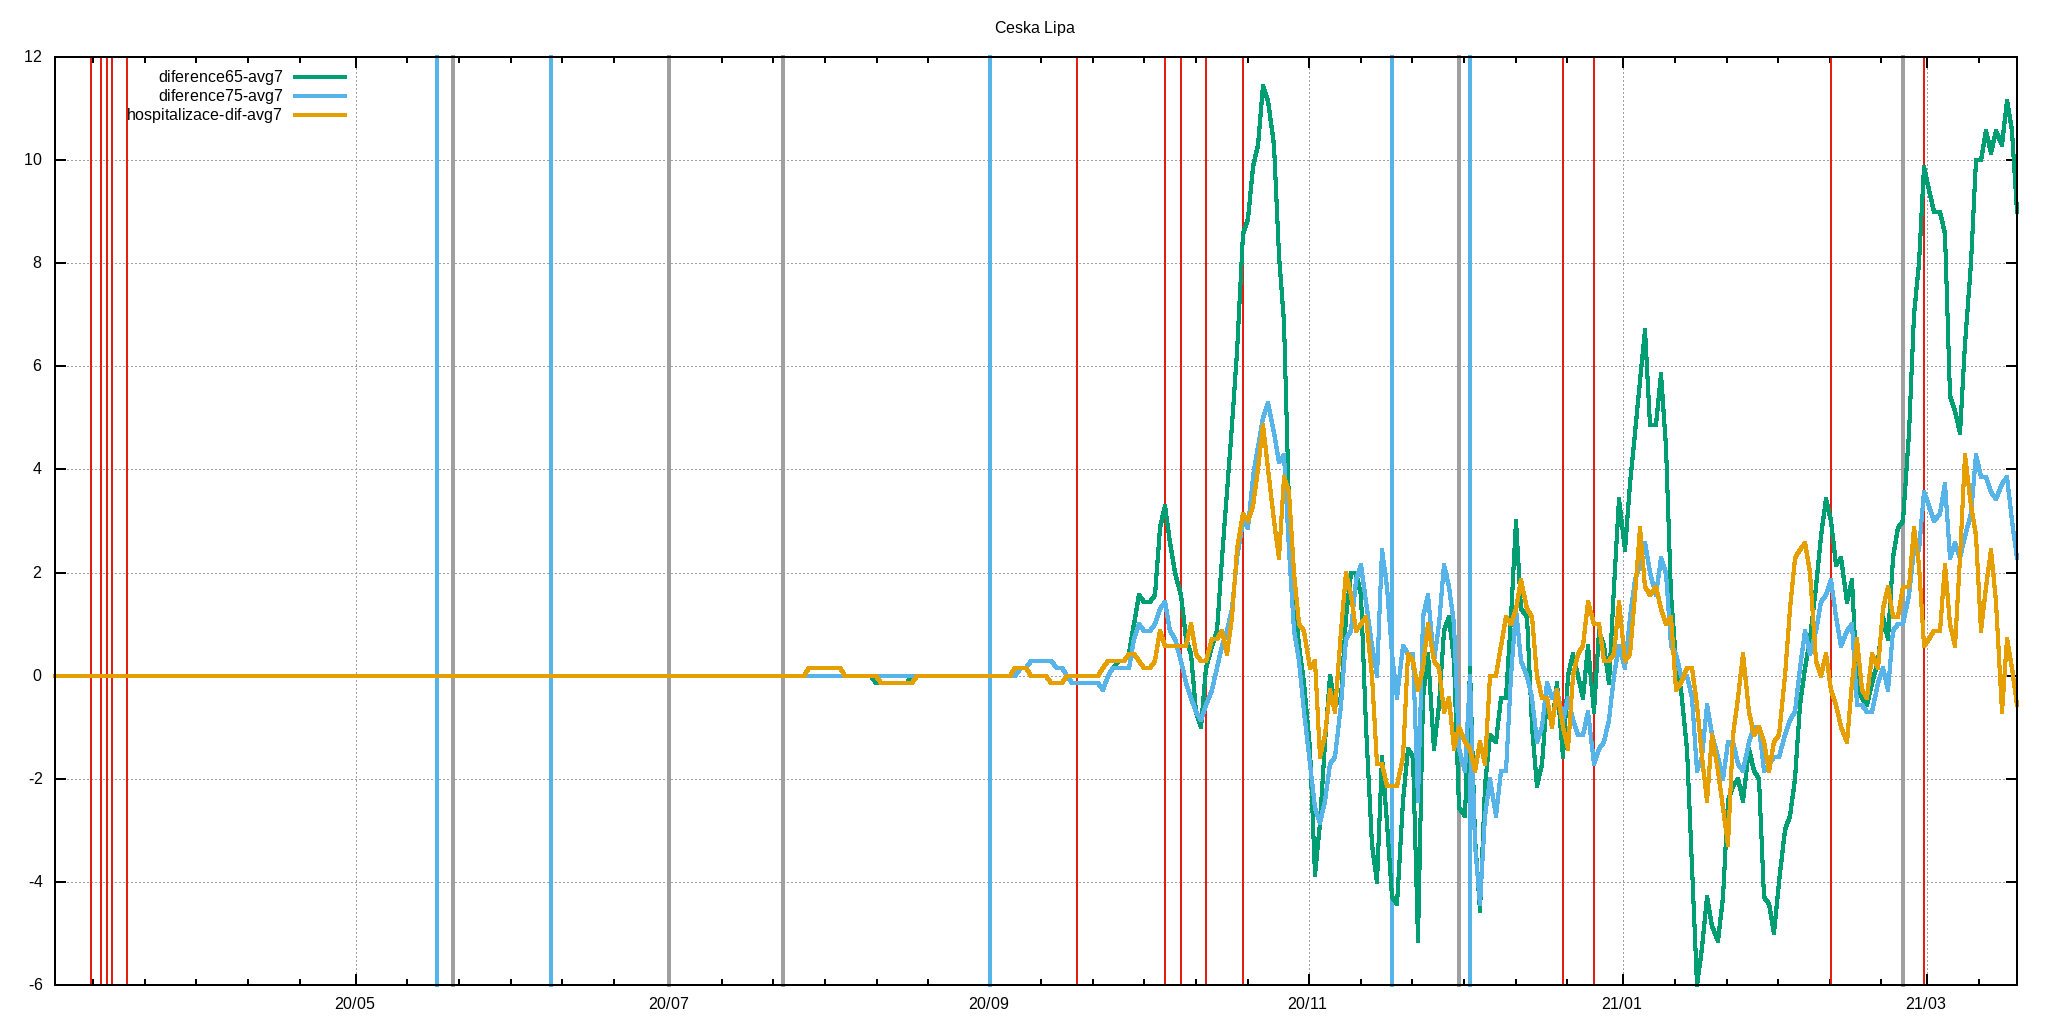 Ceska Lipa
12
diference65-avg7
diference75-avg7
hospitalizace-dif-avg7
10
8
6
4
2
0
-2
-4
-6
20/05 20/07 20/09 20/11 21/01 21/03